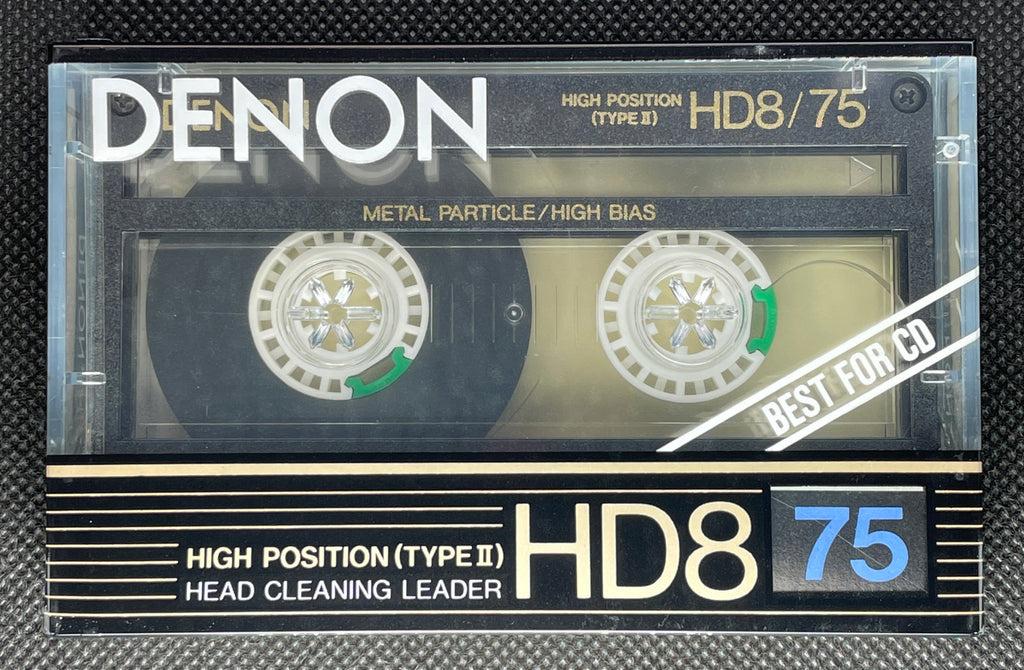 DENON
DENON
HIGH POSITION
(TYPE II)
HD8/75
METAL PARTICLE/HIGH BIAS
BEST FOR CD
HIGH POSITION (TYPE II)
HEAD CLEANING LEADER
HD8
75